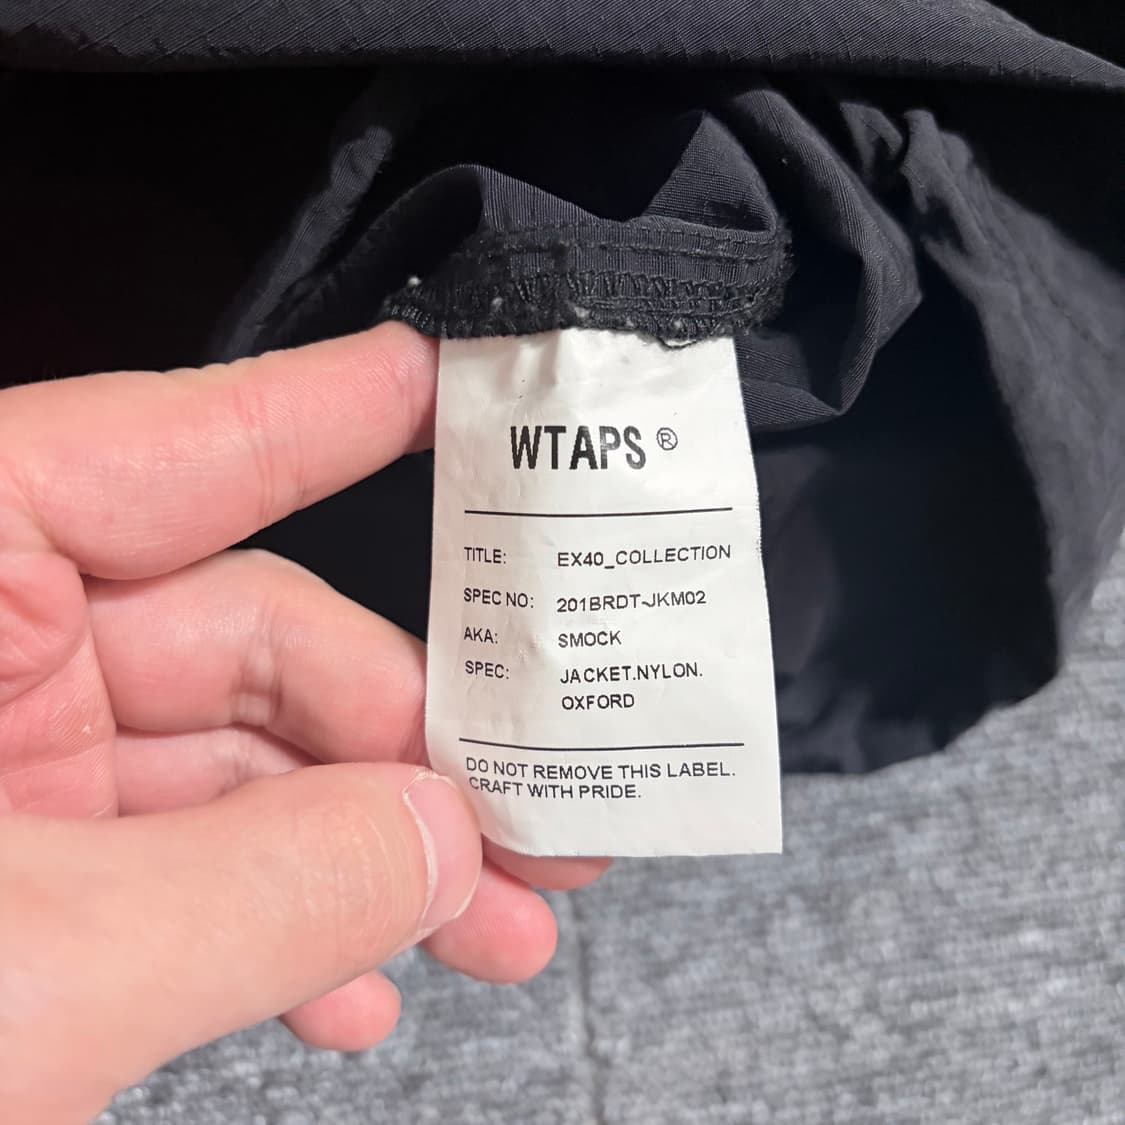 WTAPS ®
TITLE: EX40_COLLECTION
SPEC NO: 201BRDT-JKM02
AKA: SMOCK
SPEC: JACKET.NYLON.
OXFORD
DO NOT REMOVE THIS LABEL.
CRAFT WITH PRIDE.